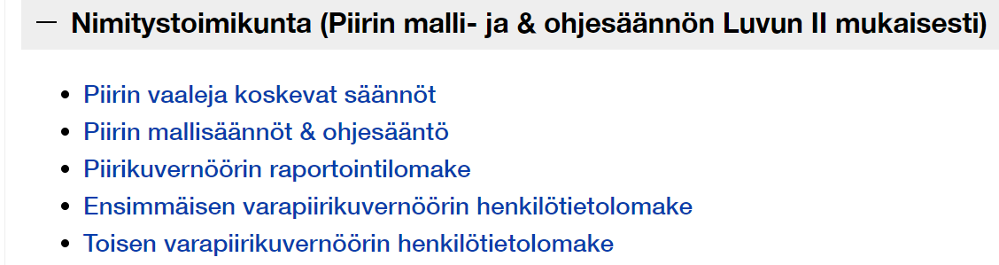 Nimitystoimikunta (Piirin malli- ja & ohjesäännön Luvun II mukaisesti)
Piirin vaaleja koskevat säännöt
Piirin mallisäännöt & ohjesääntö
Piirikuvernöörin raportointilomake
Ensimmäisen varapiirikuvernöörin henkilötietolomake
Toisen varapiirikuvernöörin henkilötietolomake